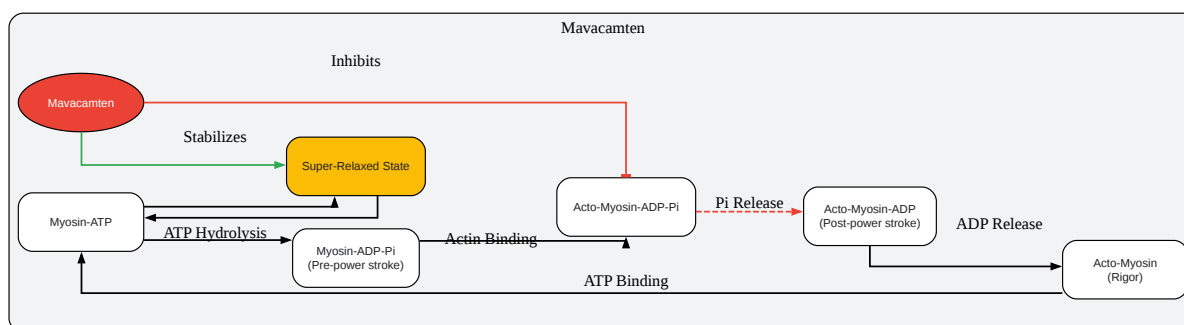 Mavacamten
Inhibits
Mavacamten
Stabilizes
Super-Relaxed State
Myosin-ATP
Acto-Myosin-ADP-Pi
Pi Release
Acto-Myosin-ADP
(Post-power stroke)
ATP Hydrolysis
Myosin-ADP-Pi
(Pre-power stroke)
Actin Binding
ADP Release
Acto-Myosin
(Rigor)
ATP Binding